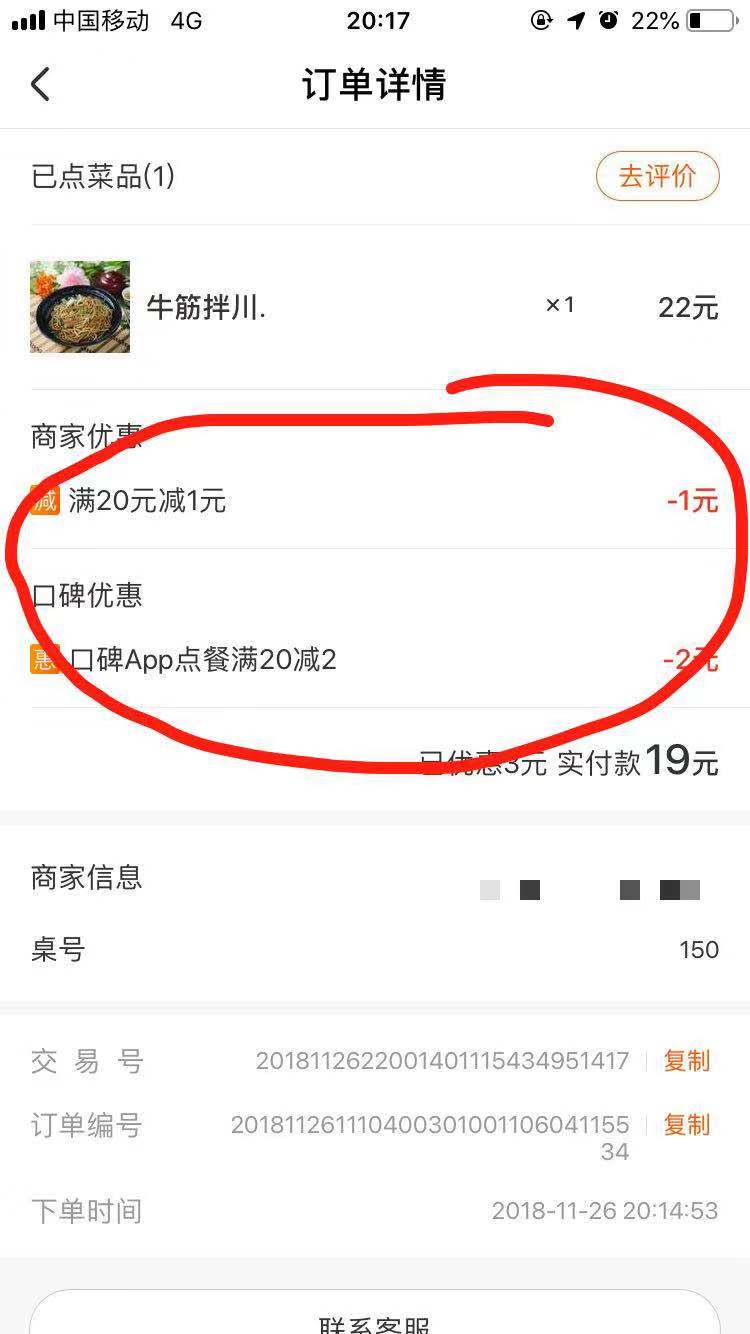 中国移动 4G 20:17 22%
订单详情
已点菜品(1) 去评价
牛筋拌川. ×1 22元
商家优惠
减 满20元减1元 -1元
口碑优惠
惠 口碑App点餐满20减2 -2元
已优惠3元 实付款19元
商家信息
桌号 150
交易号 2018112622001401115434951417 复制
订单编号 201811261110400301001106041155 复制
34
下单时间 2018-11-26 20:14:53
联系客服